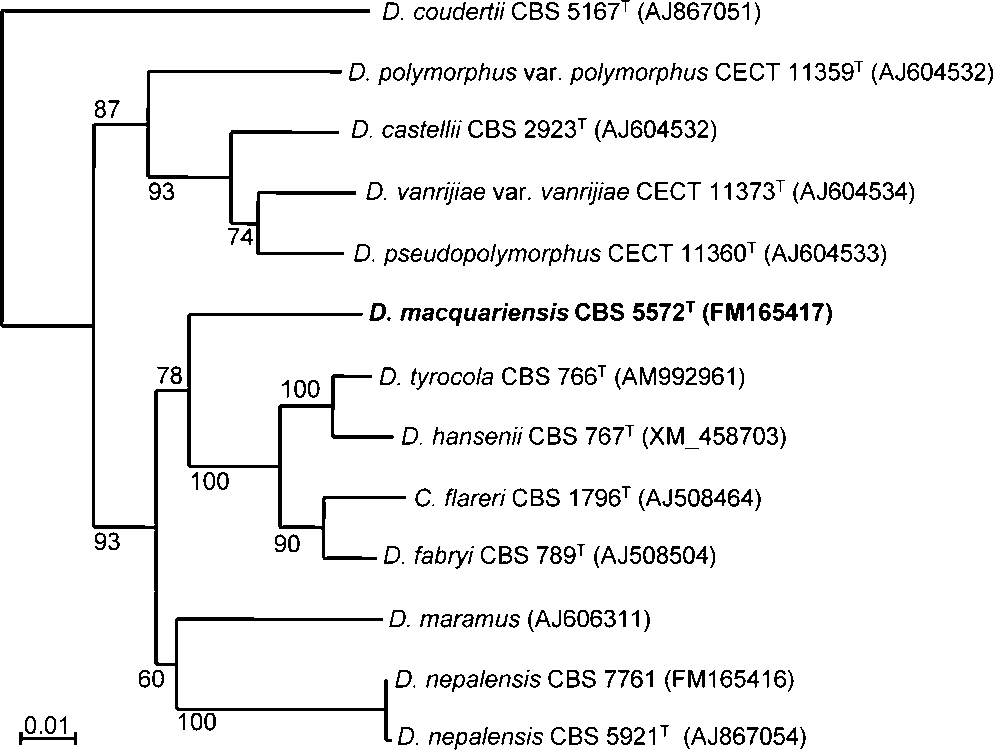 D. coudertii CBS 5167ᵀ (AJ867051)
D. polymorphus var. polymorphus CECT 11359ᵀ (AJ604532)
87
D. castellii CBS 2923ᵀ (AJ604532)
93
D. vanrijiae var. vanrijiae CECT 11373ᵀ (AJ604534)
74
D. pseudopolymorphus CECT 11360ᵀ (AJ604533)
D. macquariensis CBS 5572ᵀ (FM165417)
78
D. tyrocola CBS 766ᵀ (AM992961)
100
D. hansenii CBS 767ᵀ (XM_458703)
100
C. flareri CBS 1796ᵀ (AJ508464)
93
90
D. fabryi CBS 789ᵀ (AJ508504)
D. maramus (AJ606311)
60
D. nepalensis CBS 7761 (FM165416)
100
0.01
D. nepalensis CBS 5921ᵀ (AJ867054)